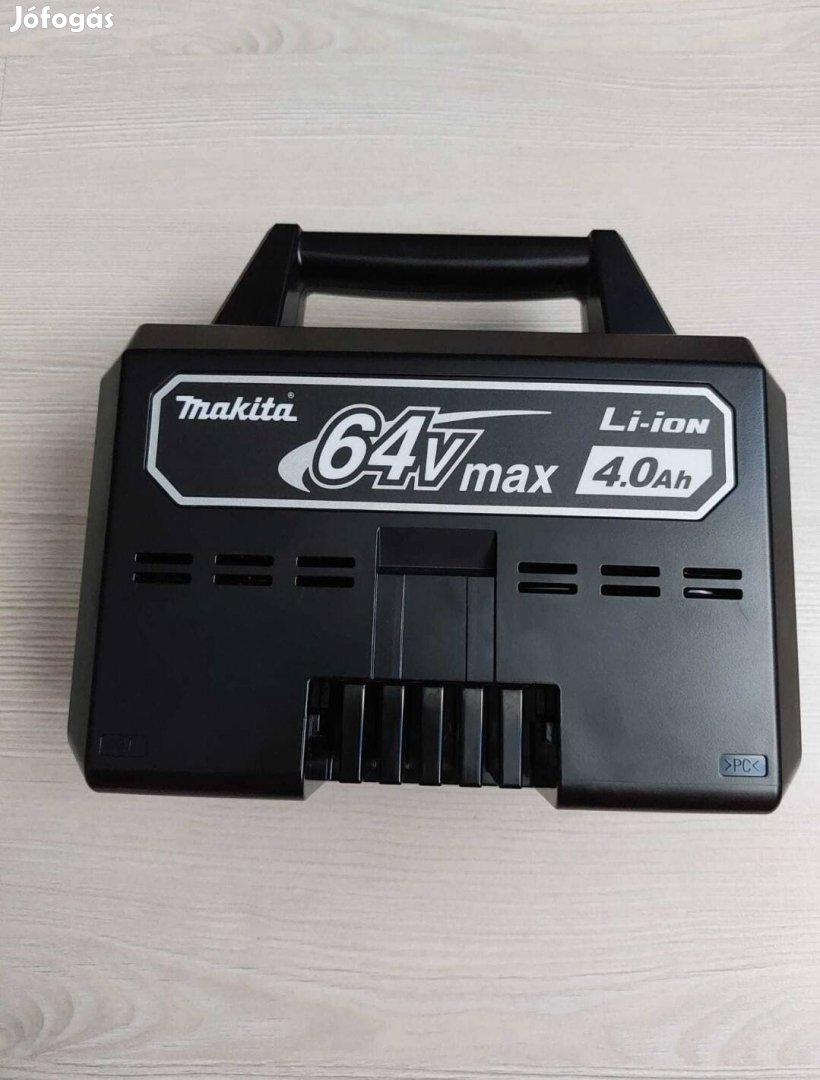 Jófogás
makita®
64V max
Li-ion
4.0Ah
>PC<